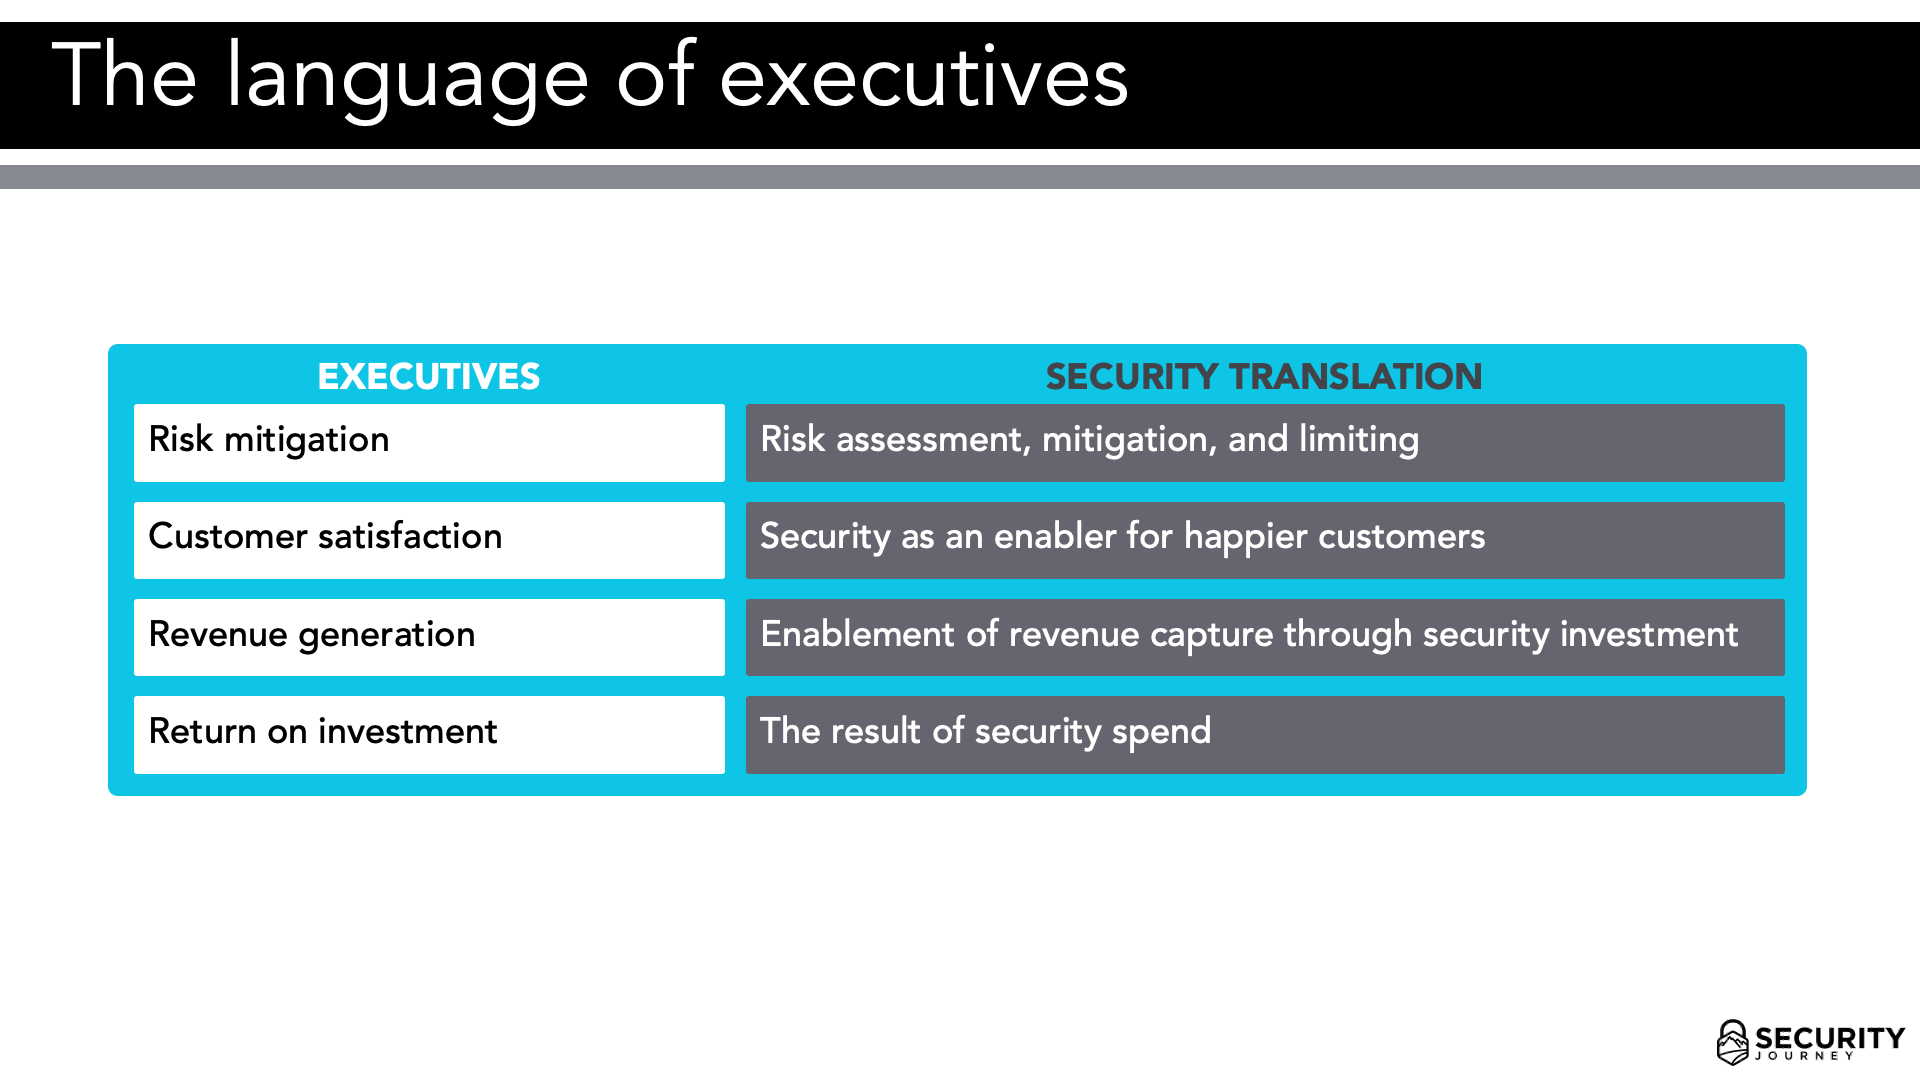 The language of executives
EXECUTIVES
SECURITY TRANSLATION
Risk mitigation
Risk assessment, mitigation, and limiting
Customer satisfaction
Security as an enabler for happier customers
Revenue generation
Enablement of revenue capture through security investment
Return on investment
The result of security spend
SECURITY
JOURNEY